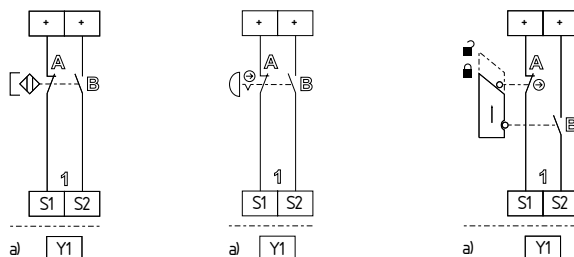 + + + + + +
A A A
B B B
1 1 1
S1 S2 S1 S2 S1 S2
a) Y1 a) Y1 a) Y1